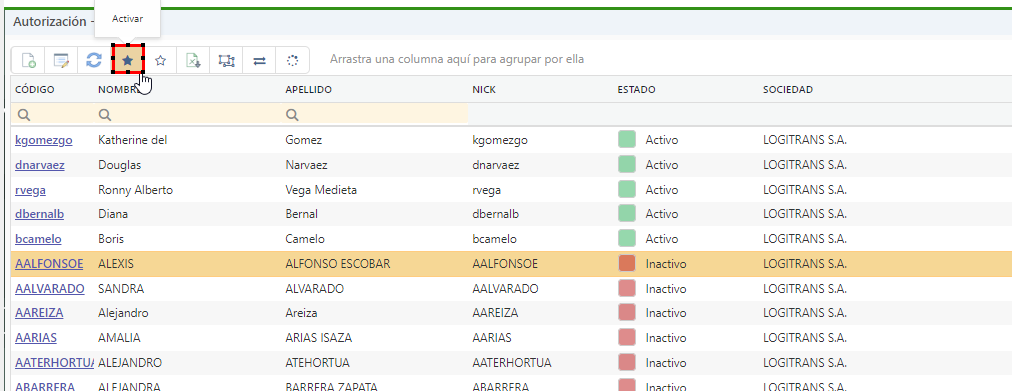 Activar
Autorización -
Arrastra una columna aquí para agrupar por ella
CÓDIGO NOMBRE APELLIDO NICK ESTADO SOCIEDAD
kgomezgo Katherine del Gomez kgomezgo Activo LOGITRANS S.A.
dnarvaez Douglas Narvaez dnarvaez Activo LOGITRANS S.A.
rvega Ronny Alberto Vega Medieta rvega Activo LOGITRANS S.A.
dbernalb Diana Bernal dbernalb Activo LOGITRANS S.A.
bcamelo Boris Camelo bcamelo Activo LOGITRANS S.A.
AALFONSOE ALEXIS ALFONSO ESCOBAR AALFONSOE Inactivo LOGITRANS S.A.
AALVARADO SANDRA ALVARADO AALVARADO Inactivo LOGITRANS S.A.
AAREIZA Alejandro Areiza AAREIZA Inactivo LOGITRANS S.A.
AARIAS AMALIA ARIAS ISAZA AARIAS Inactivo LOGITRANS S.A.
AATERHORTUA ALEJANDRO ATEHORTUA AATERHORTUA Inactivo LOGITRANS S.A.
ABARRERA ALEJANDRA BARRERA ZAPATA ABARRERA Inactivo LOGITRANS S.A.